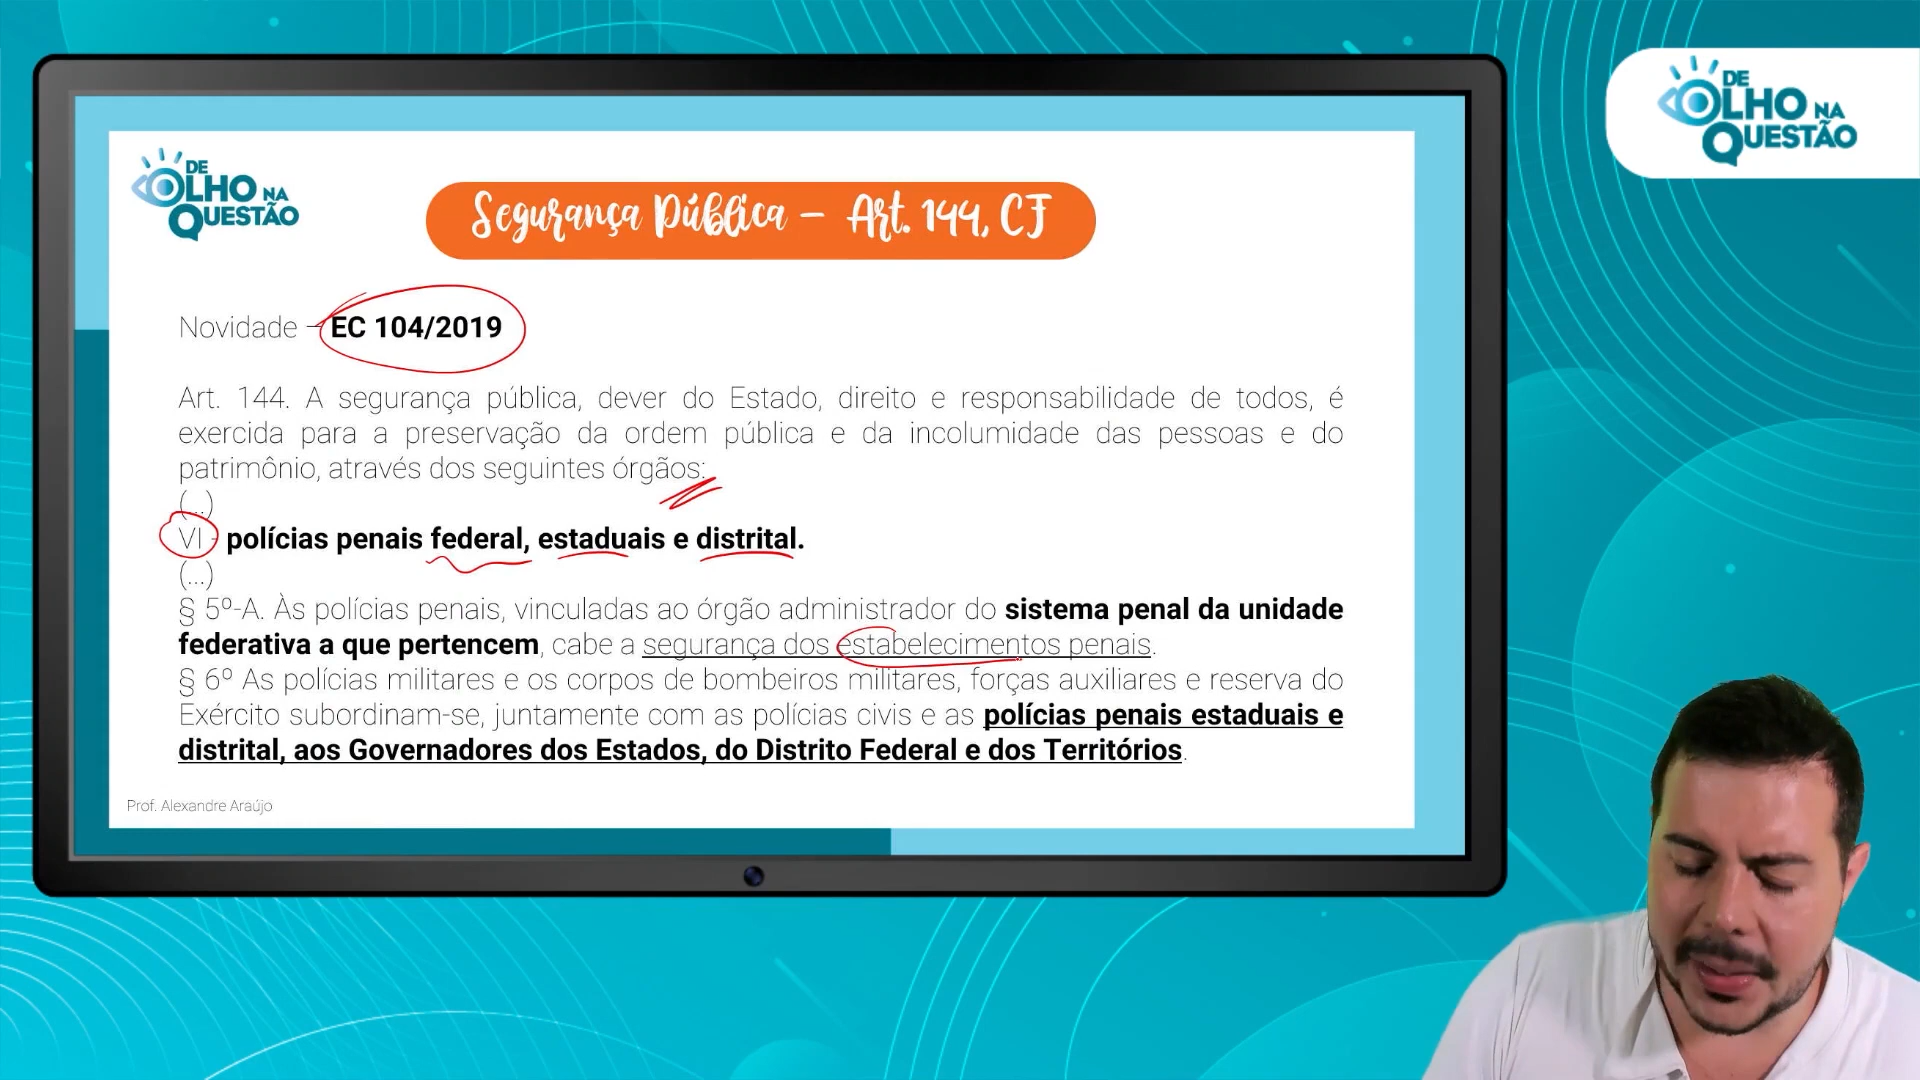 DE
OLHO NA
QUESTÃO
DE
OLHO NA
QUESTÃO
Segurança Pública – Art. 144, CF
Novidade – EC 104/2019
Art. 144. A segurança pública, dever do Estado, direito e responsabilidade de todos, é
exercida para a preservação da ordem pública e da incolumidade das pessoas e do
patrimônio, através dos seguintes órgãos:
(...)
VI - polícias penais federal, estaduais e distrital.
(...)
§ 5º-A. Às polícias penais, vinculadas ao órgão administrador do sistema penal da unidade
federativa a que pertencem, cabe a segurança dos estabelecimentos penais.
§ 6º As polícias militares e os corpos de bombeiros militares, forças auxiliares e reserva do
Exército subordinam-se, juntamente com as polícias civis e as polícias penais estaduais e
distrital, aos Governadores dos Estados, do Distrito Federal e dos Territórios.
Prof. Alexandre Araújo